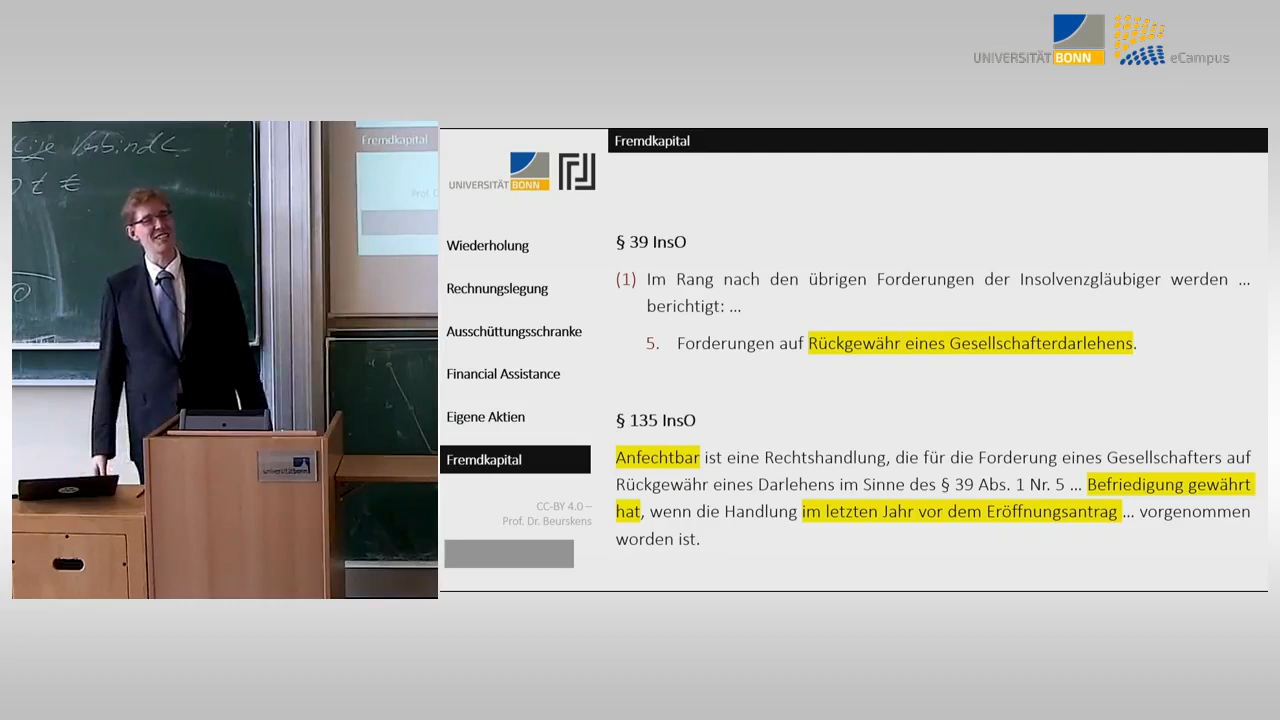 UNIVERSITÄT BONN eCampus
Verbindl.
t €
Fremdkapital
Prof. D
universitätbonn
Fremdkapital
UNIVERSITÄT BONN
Wiederholung
Rechnungslegung
Ausschüttungsschranke
Financial Assistance
Eigene Aktien
Fremdkapital
CC-BY 4.0 –
Prof. Dr. Beurskens
§ 39 InsO
(1) Im Rang nach den übrigen Forderungen der Insolvenzgläubiger werden ...
berichtigt: ...
5. Forderungen auf Rückgewähr eines Gesellschafterdarlehens.
§ 135 InsO
Anfechtbar ist eine Rechtshandlung, die für die Forderung eines Gesellschafters auf
Rückgewähr eines Darlehens im Sinne des § 39 Abs. 1 Nr. 5 ... Befriedigung gewährt
hat, wenn die Handlung im letzten Jahr vor dem Eröffnungsantrag ... vorgenommen
worden ist.